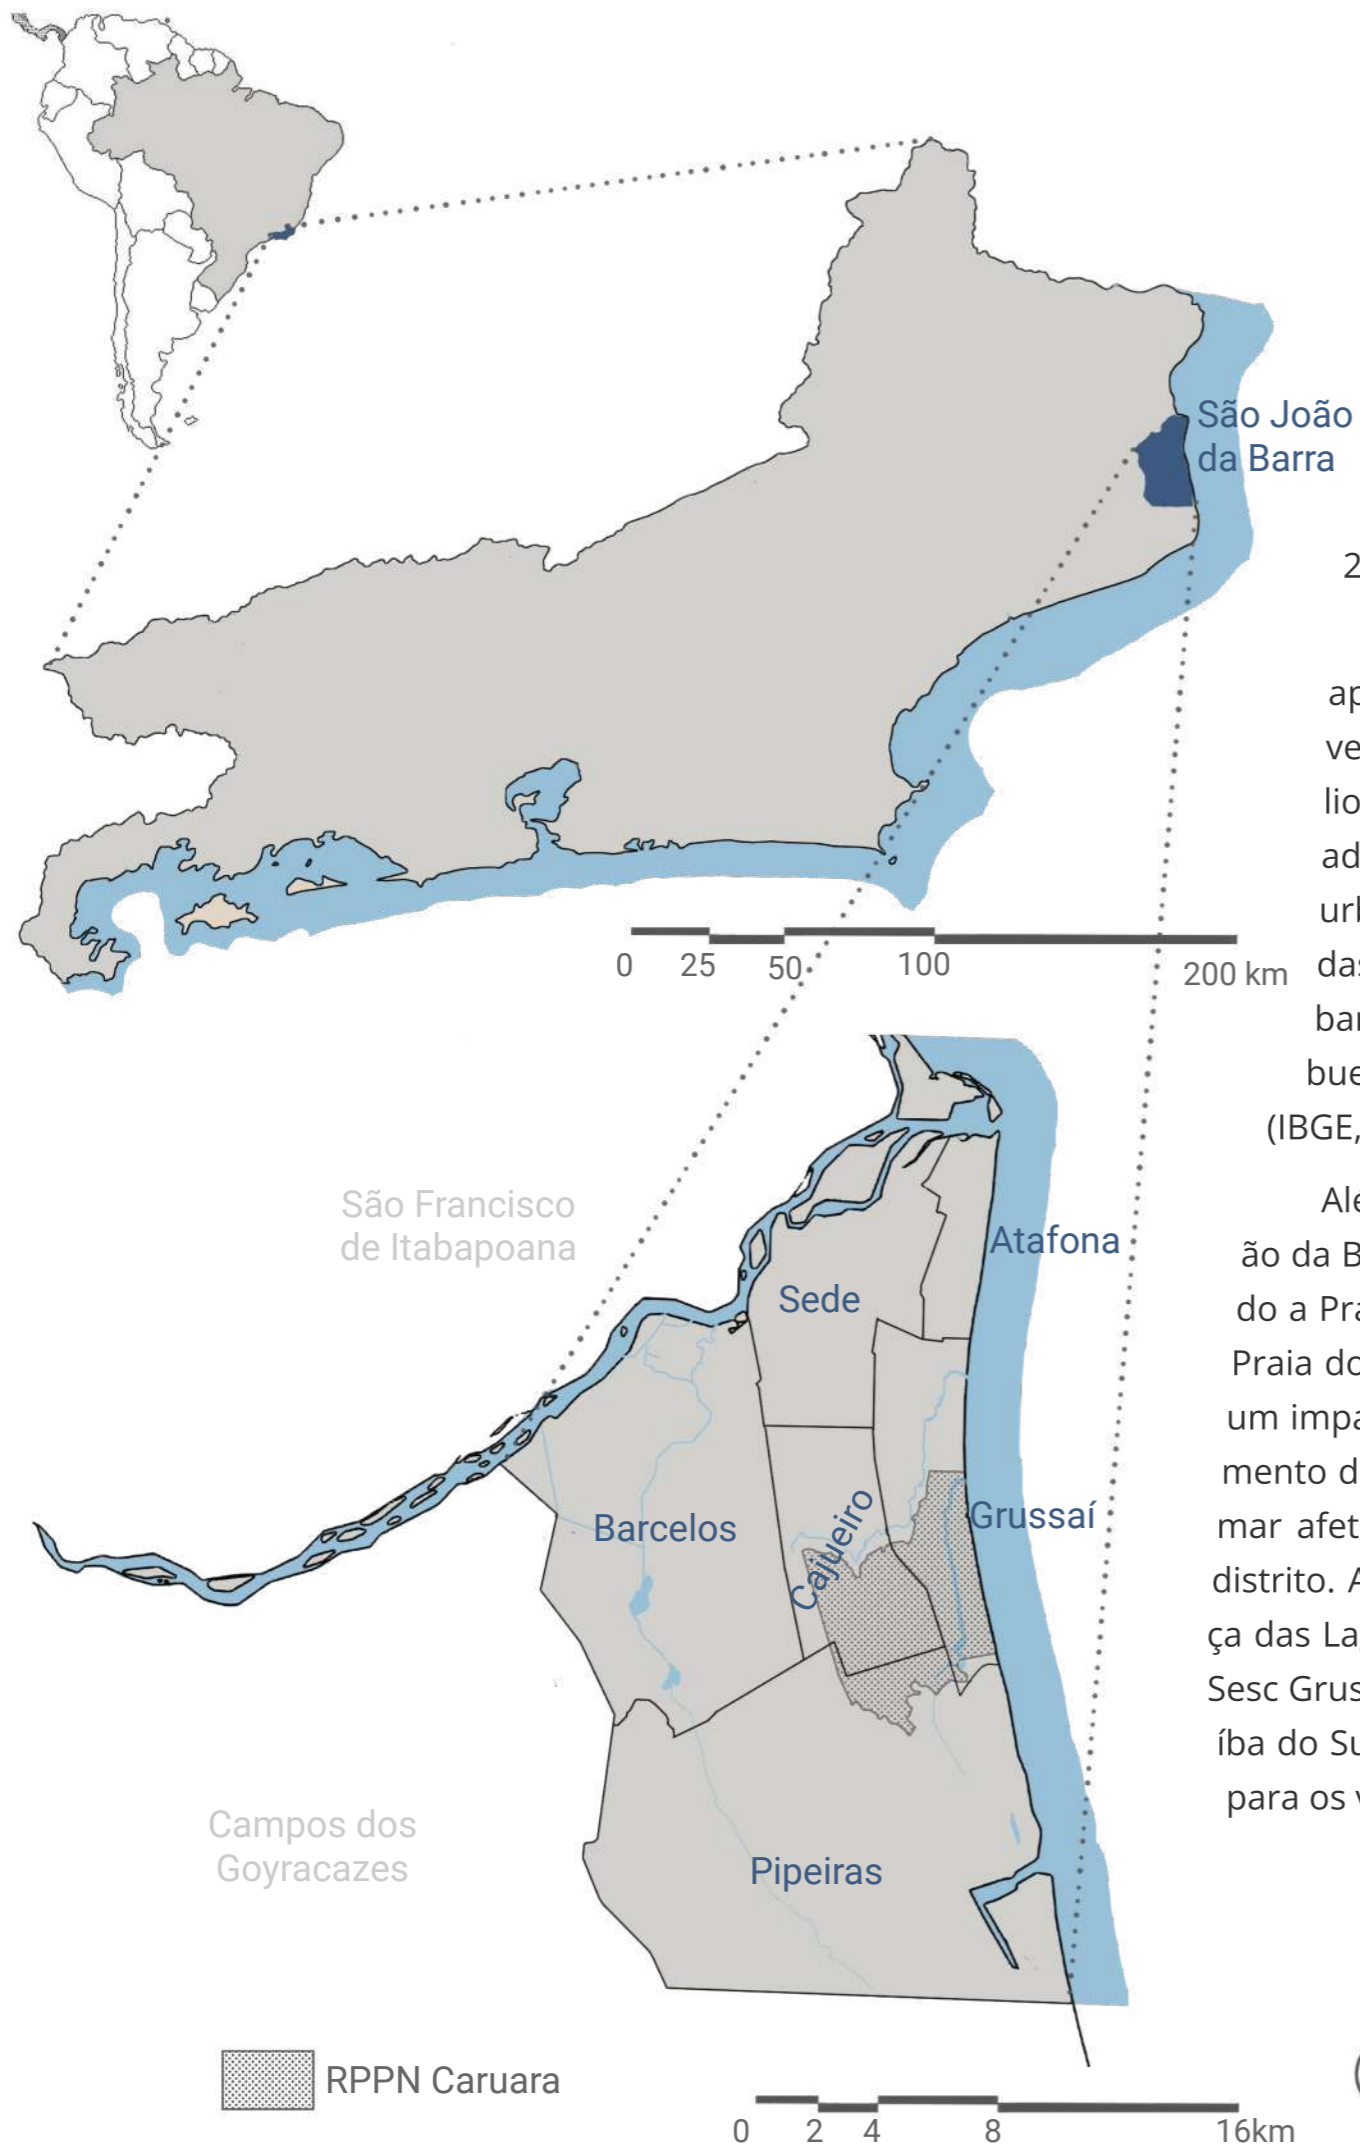 São João
da Barra
0 25 50 100 200 km
São Francisco
de Itabapoana
Atafona
Sede
Barcelos
Cajueiro
Grussaí
Campos dos
Goyracazes
Pipeiras
RPPN Caruara
0 2 4 8 16km
2
ap
ve
lio
ad
url
das
bar
bue
(IBGE,
Ale
ão da B
do a Pra
Praia do
um impa
mento d
mar afet
distrito. A
ça das La
Sesc Grus
íba do Su
para os v